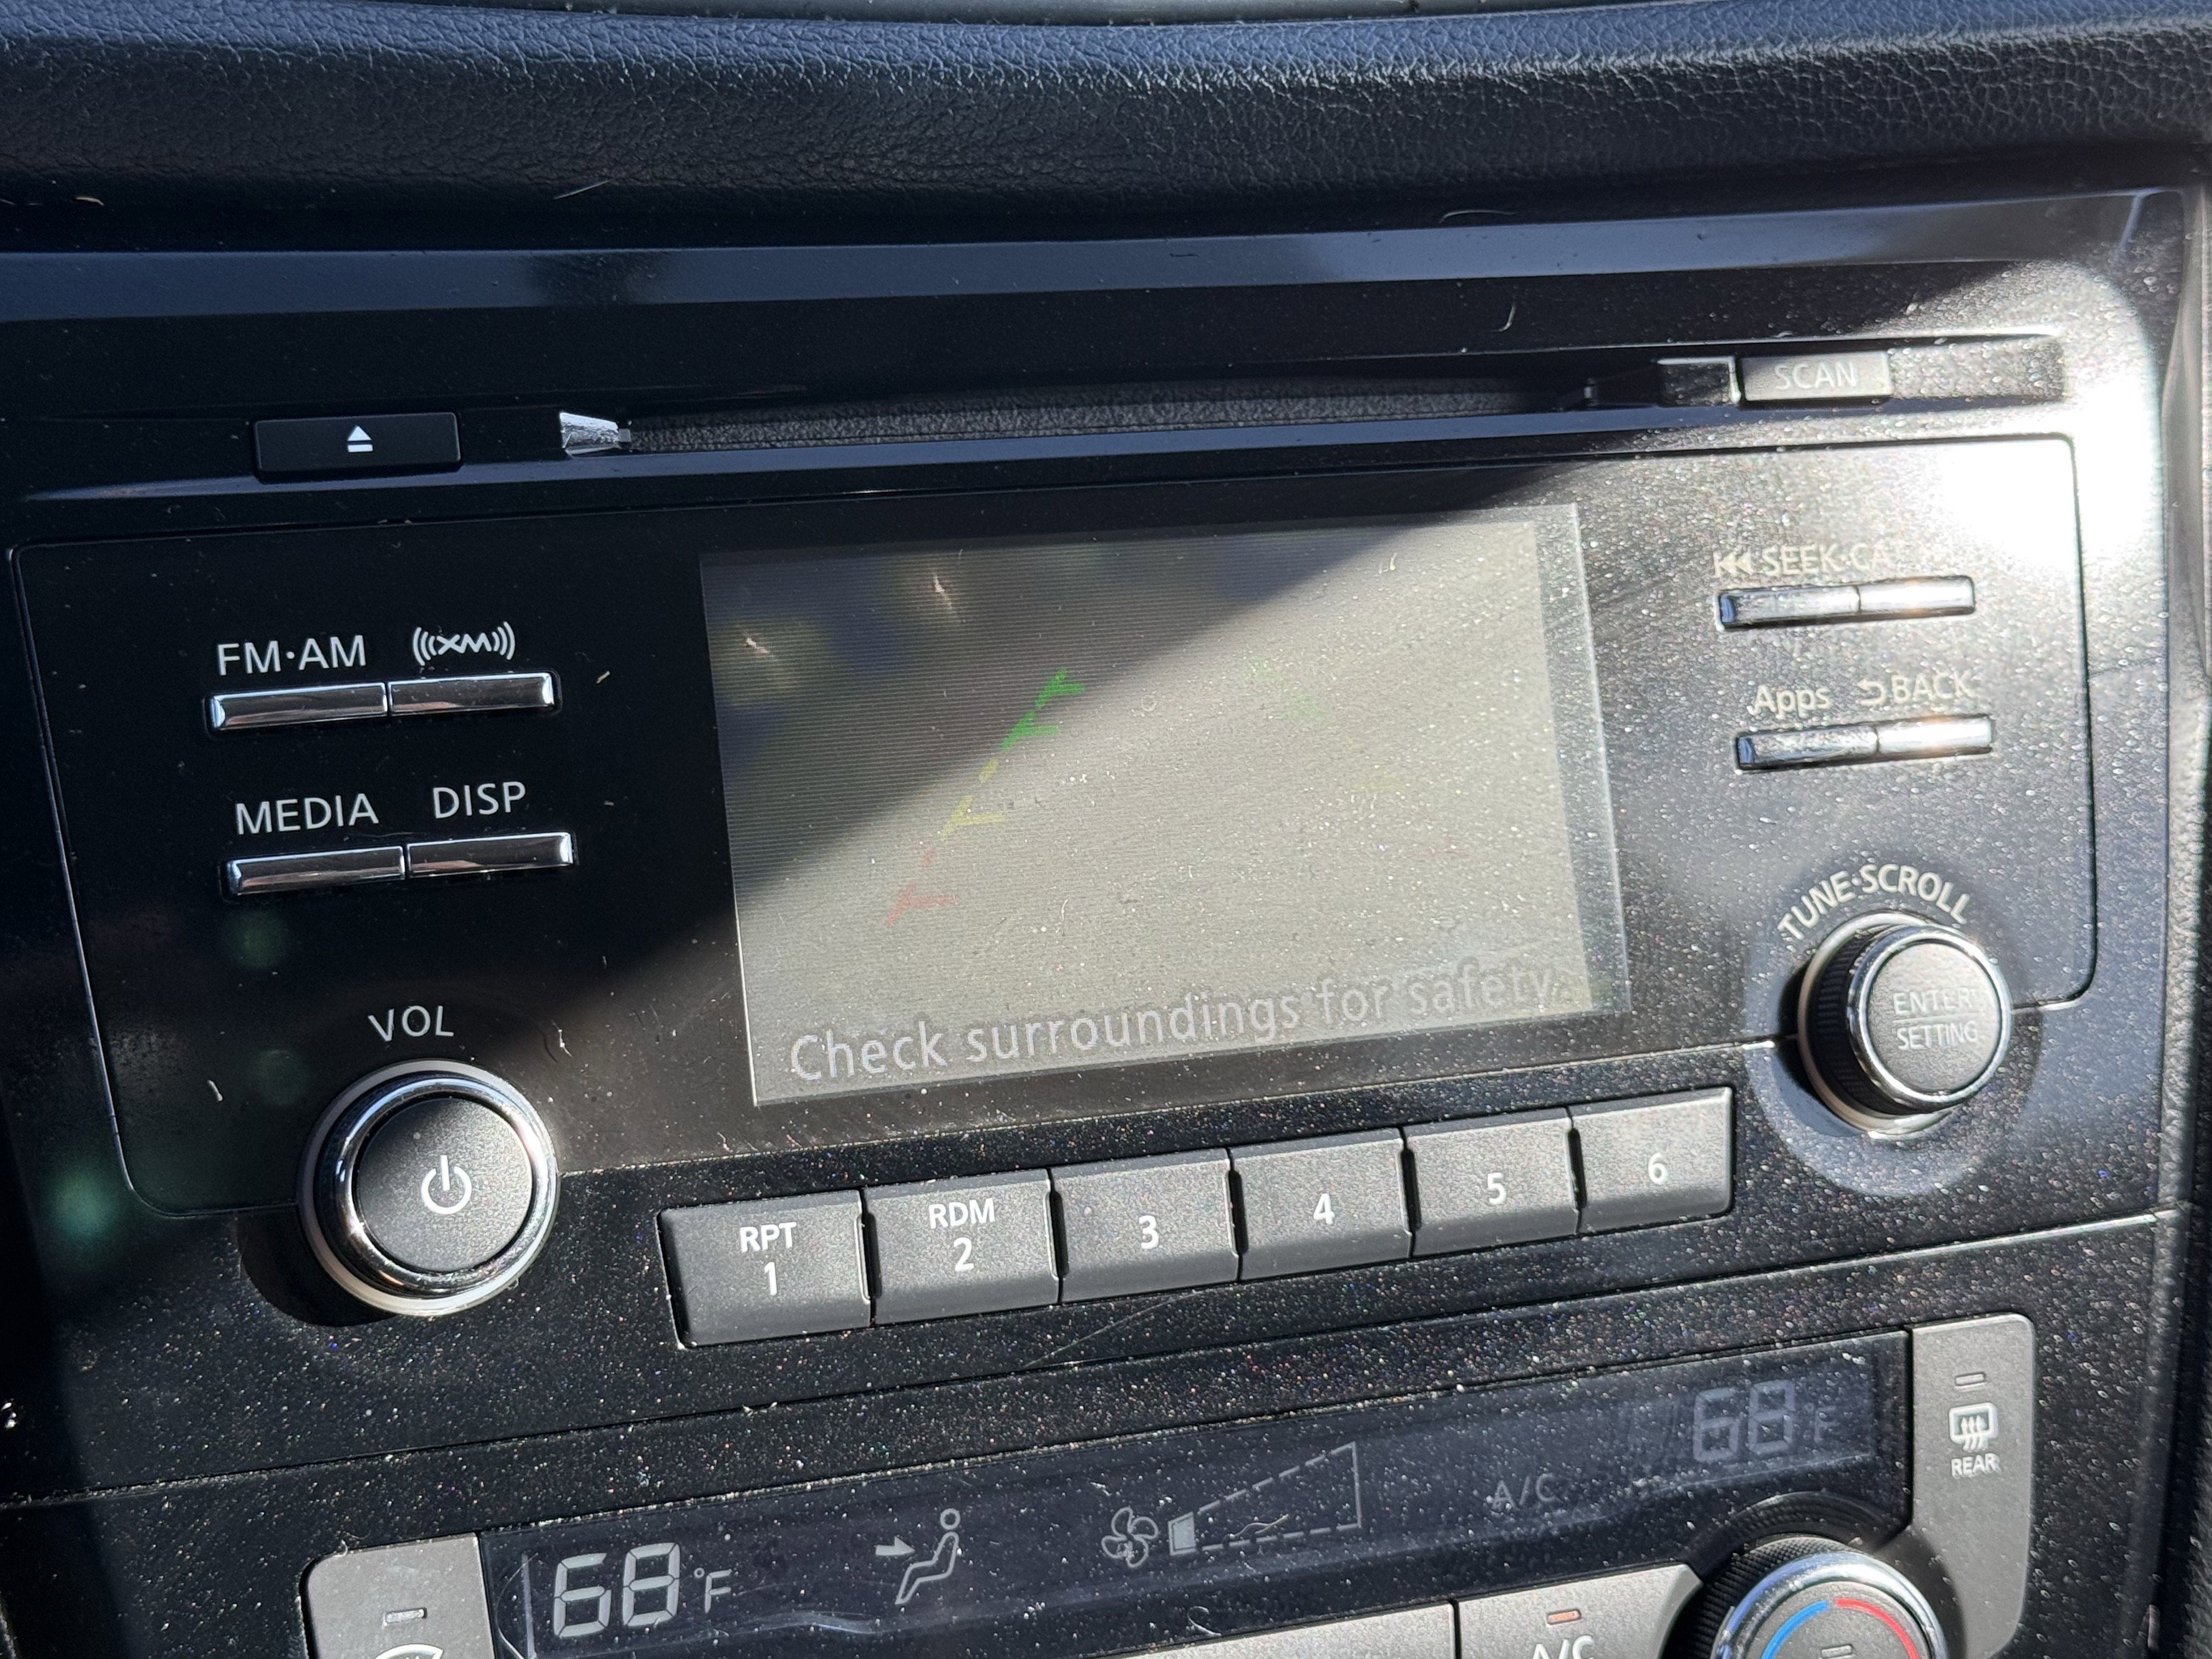 SCAN
SEEK·CAT
FM·AM XM
Apps BACK
MEDIA DISP
TUNE·SCROLL
VOL
ENTER
SETTING
Check surroundings for safety.
RPT RDM
1 2 3 4 5 6
68°F
A/C
REAR
68°F
A/C